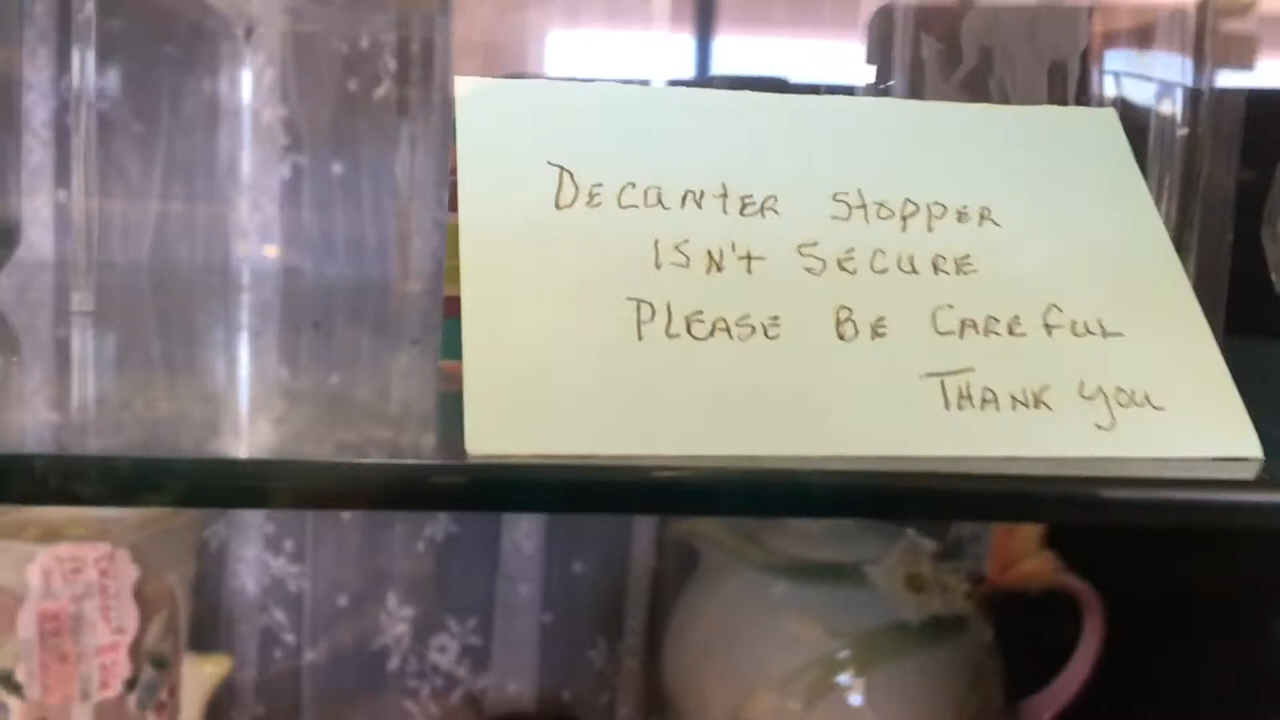 DECANTER STOPPER
ISN'T SECURE
PLEASE BE CAREFUL
THANK YOU